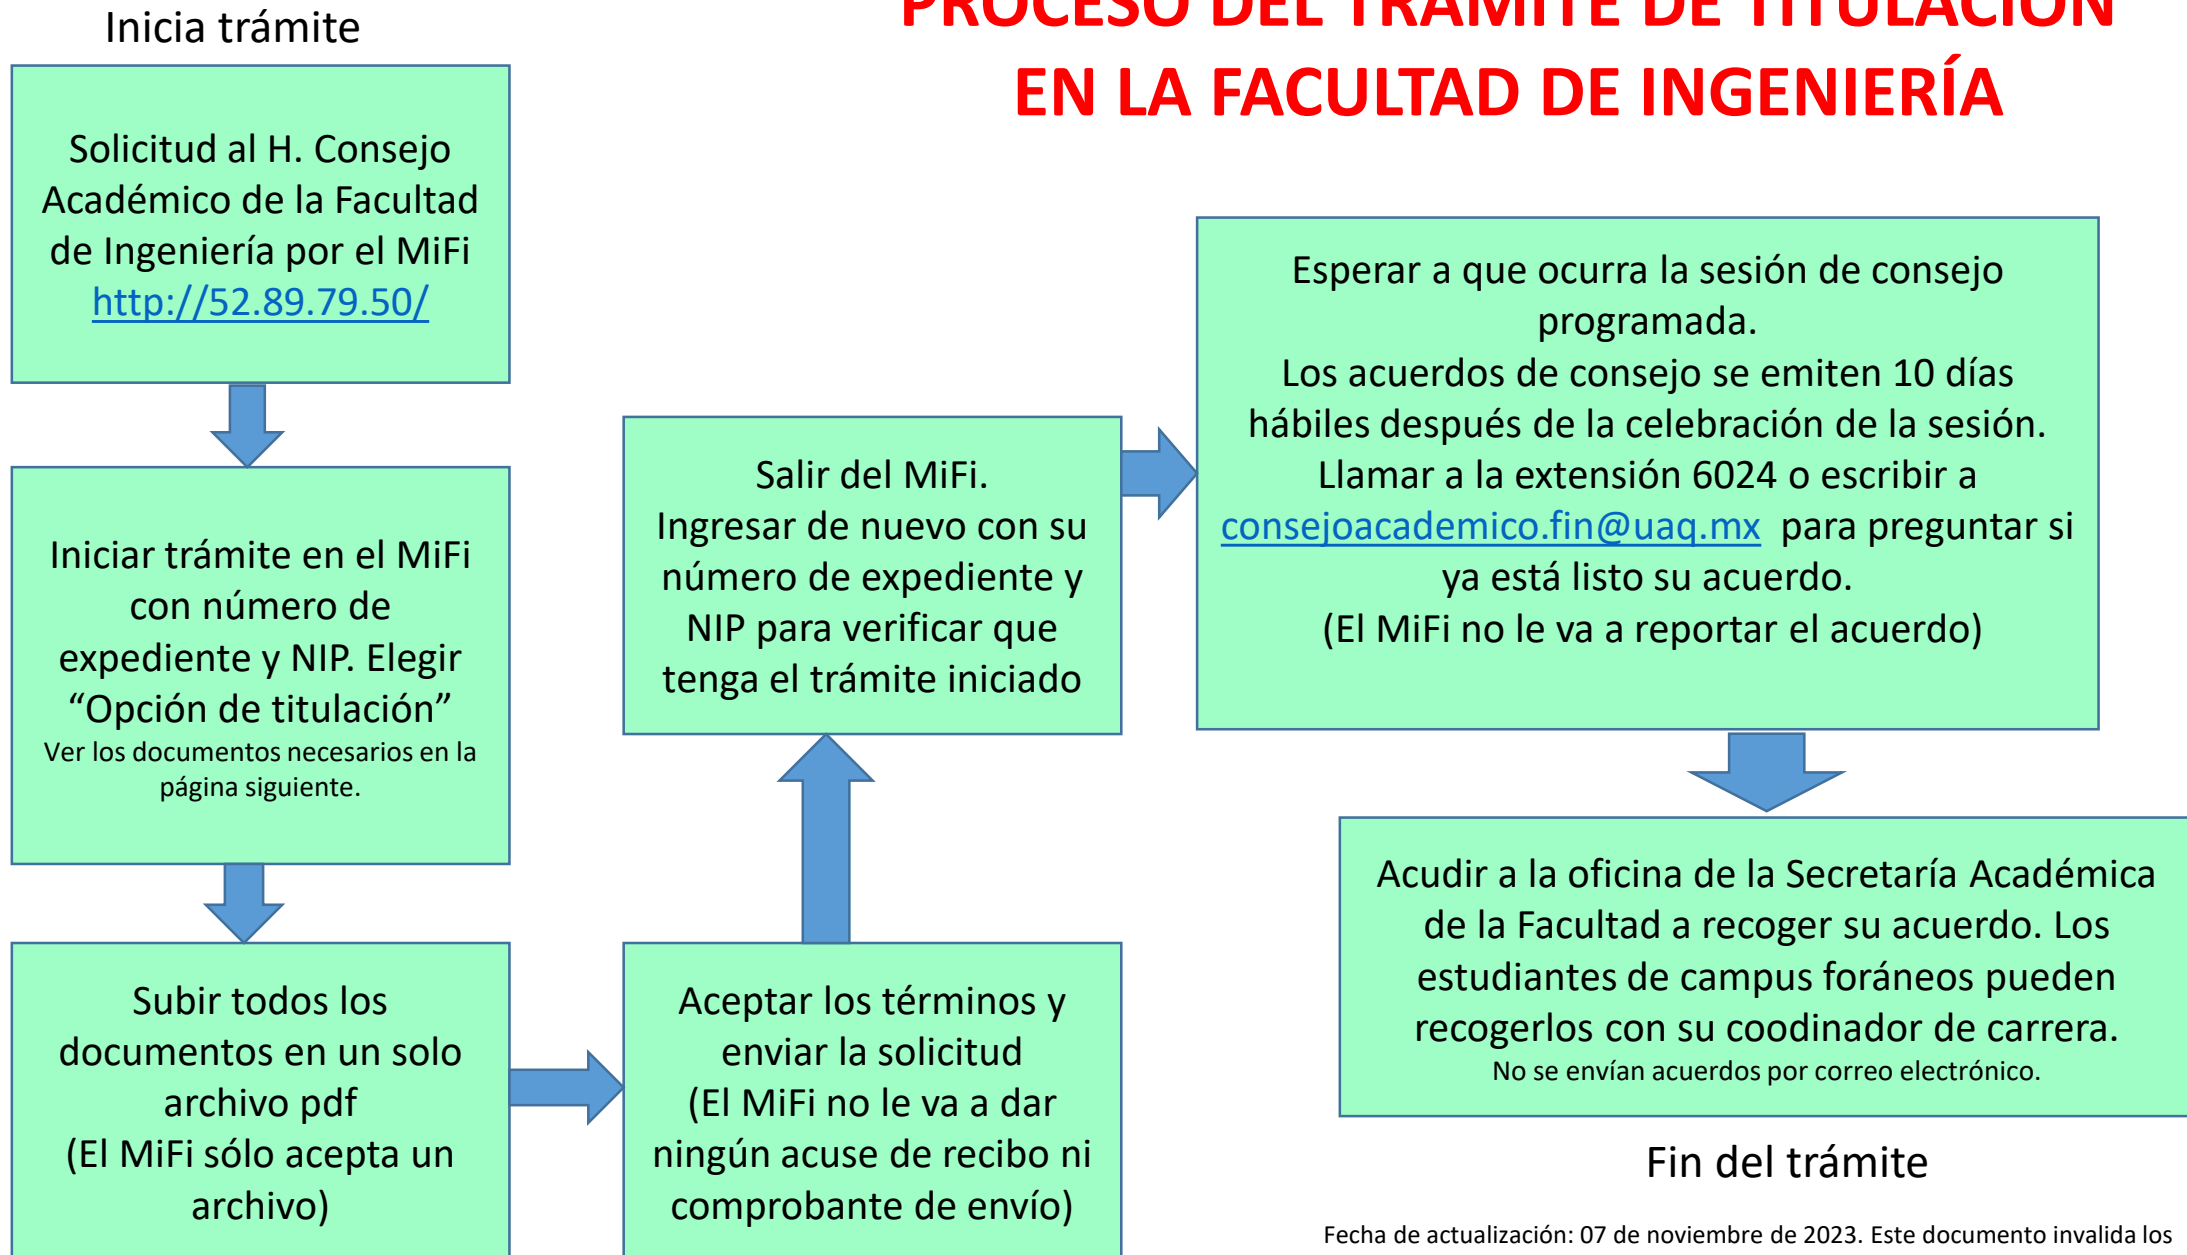 Inicia trámite
PROCESO DEL TRÁMITE DE TITULACIÓN
EN LA FACULTAD DE INGENIERÍA
Solicitud al H. Consejo
Académico de la Facultad
de Ingeniería por el MiFi
http://52.89.79.50/
Iniciar trámite en el MiFi
con número de
expediente y NIP. Elegir
“Opción de titulación”
Ver los documentos necesarios en la
página siguiente.
Subir todos los
documentos en un solo
archivo pdf
(El MiFi sólo acepta un
archivo)
Aceptar los términos y
enviar la solicitud
(El MiFi no le va a dar
ningún acuse de recibo ni
comprobante de envío)
Salir del MiFi.
Ingresar de nuevo con su
número de expediente y
NIP para verificar que
tenga el trámite iniciado
Esperar a que ocurra la sesión de consejo
programada.
Los acuerdos de consejo se emiten 10 días
hábiles después de la celebración de la sesión.
Llamar a la extensión 6024 o escribir a
consejoacademico.fin@uaq.mx para preguntar si
ya está listo su acuerdo.
(El MiFi no le va a reportar el acuerdo)
Acudir a la oficina de la Secretaría Académica
de la Facultad a recoger su acuerdo. Los
estudiantes de campus foráneos pueden
recogerlos con su coodinador de carrera.
No se envían acuerdos por correo electrónico.
Fin del trámite
Fecha de actualización: 07 de noviembre de 2023. Este documento invalida los